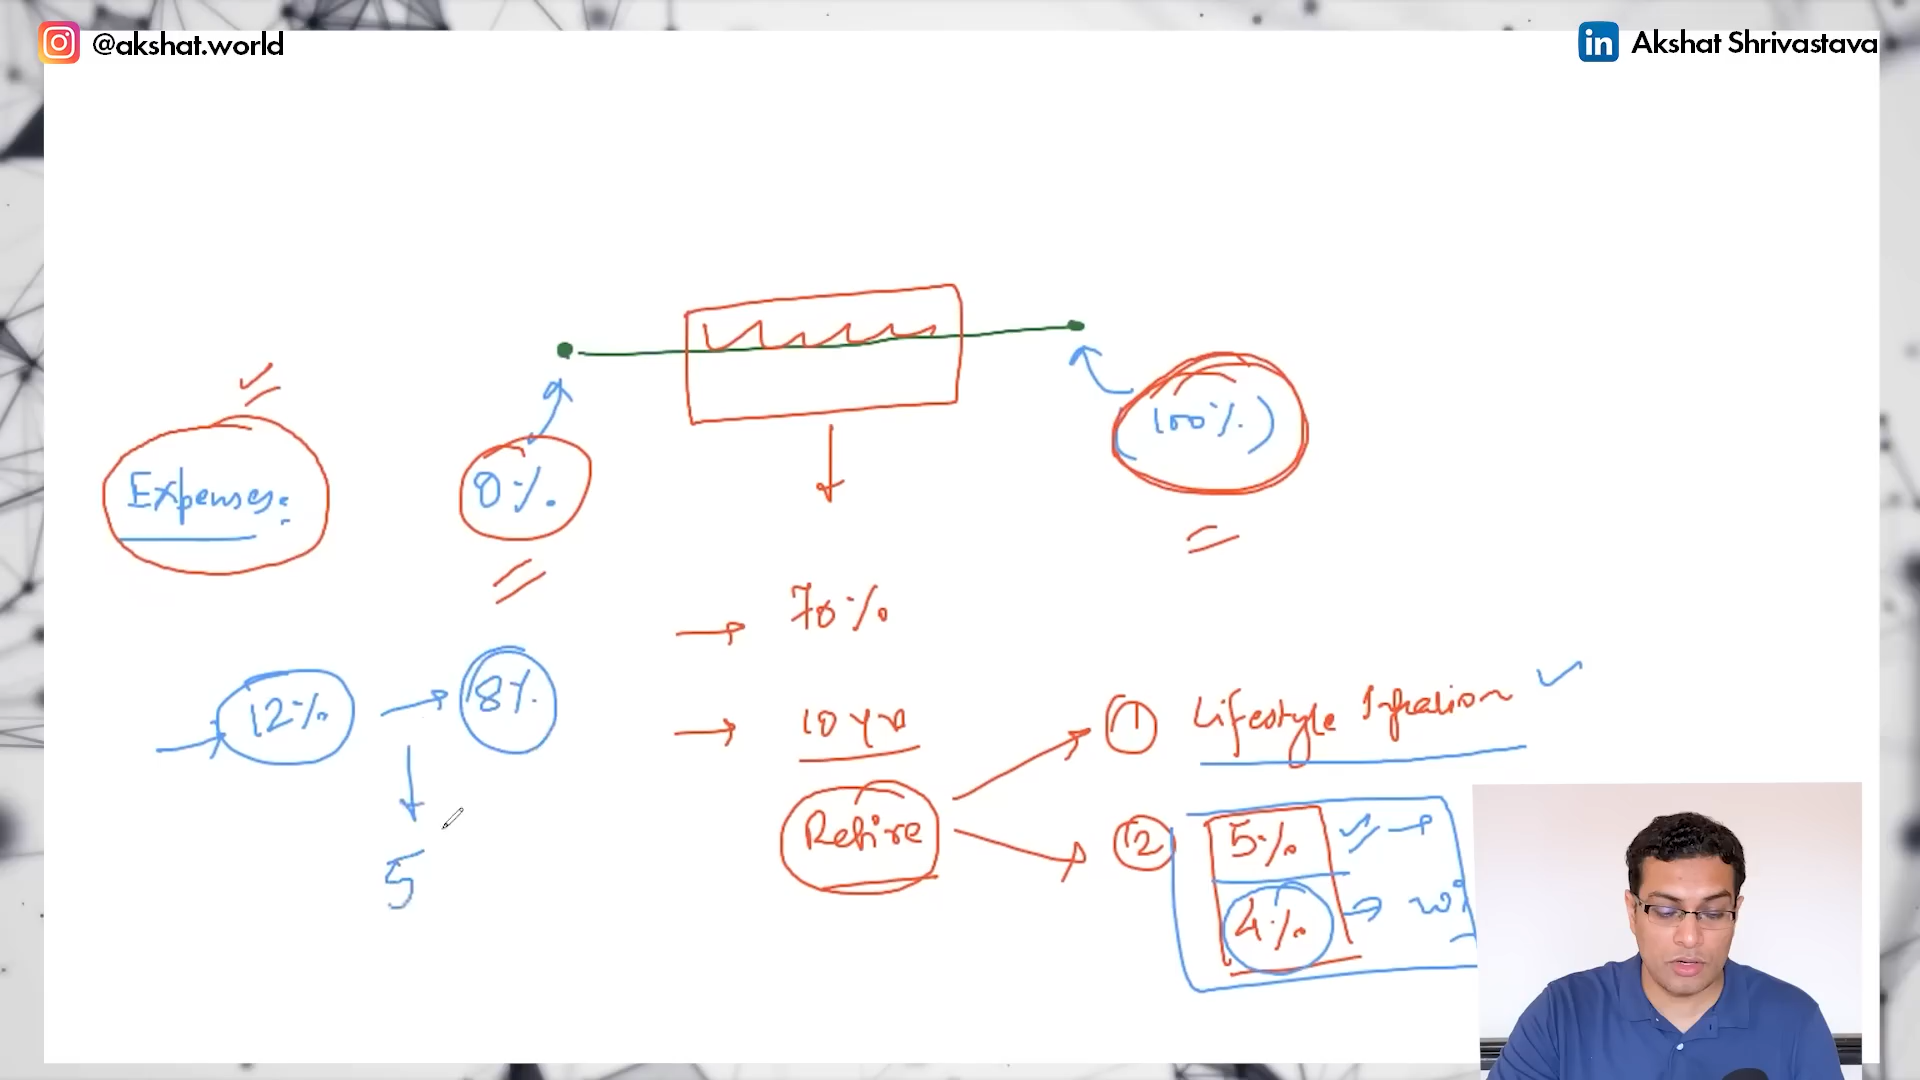 @akshat.world
Akshat Shrivastava
Expenses:
0%.
(100%)
70%
12%
8%
10 yrs
Retire
1 Lifestyle Inflation
2 5%
4%
5